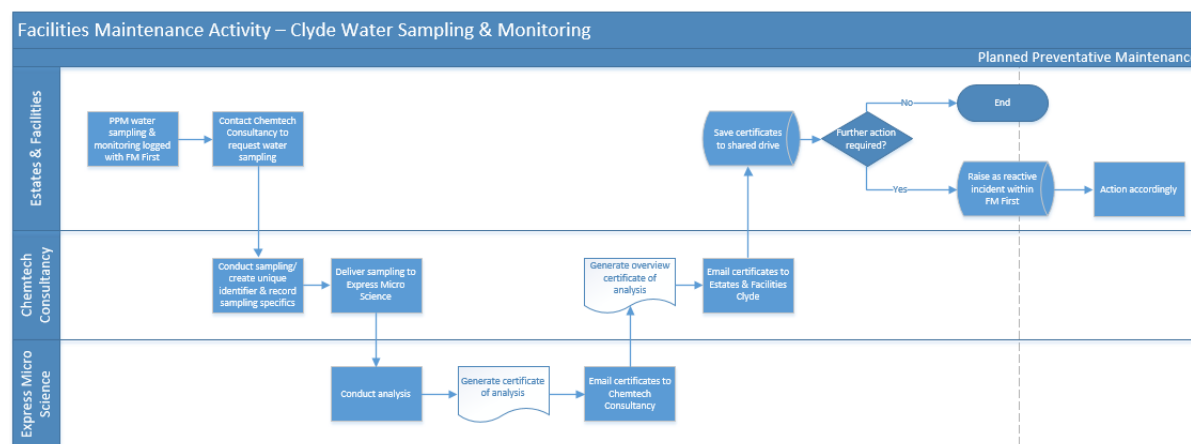 Facilities Maintenance Activity – Clyde Water Sampling & Monitoring
Planned Preventative Maintenance
Estates & Facilities
PPM water
sampling &
monitoring logged
with FM First
Contact Chemtech
Consultancy to
request water
sampling
Save certificates
to shared drive
Further action
required?
No
End
Yes
Raise as reactive
incident within
FM First
Action accordingly
Chemtech
Consultancy
Conduct sampling/
create unique
identifier & record
sampling specifics
Deliver sampling to
Express Micro
Science
Generate overview
certificate of
analysis
Email certificates to
Estates & Facilities
Clyde
Express Micro
Science
Conduct analysis
Generate certificate
of analysis
Email certificates to
Chemtech
Consultancy